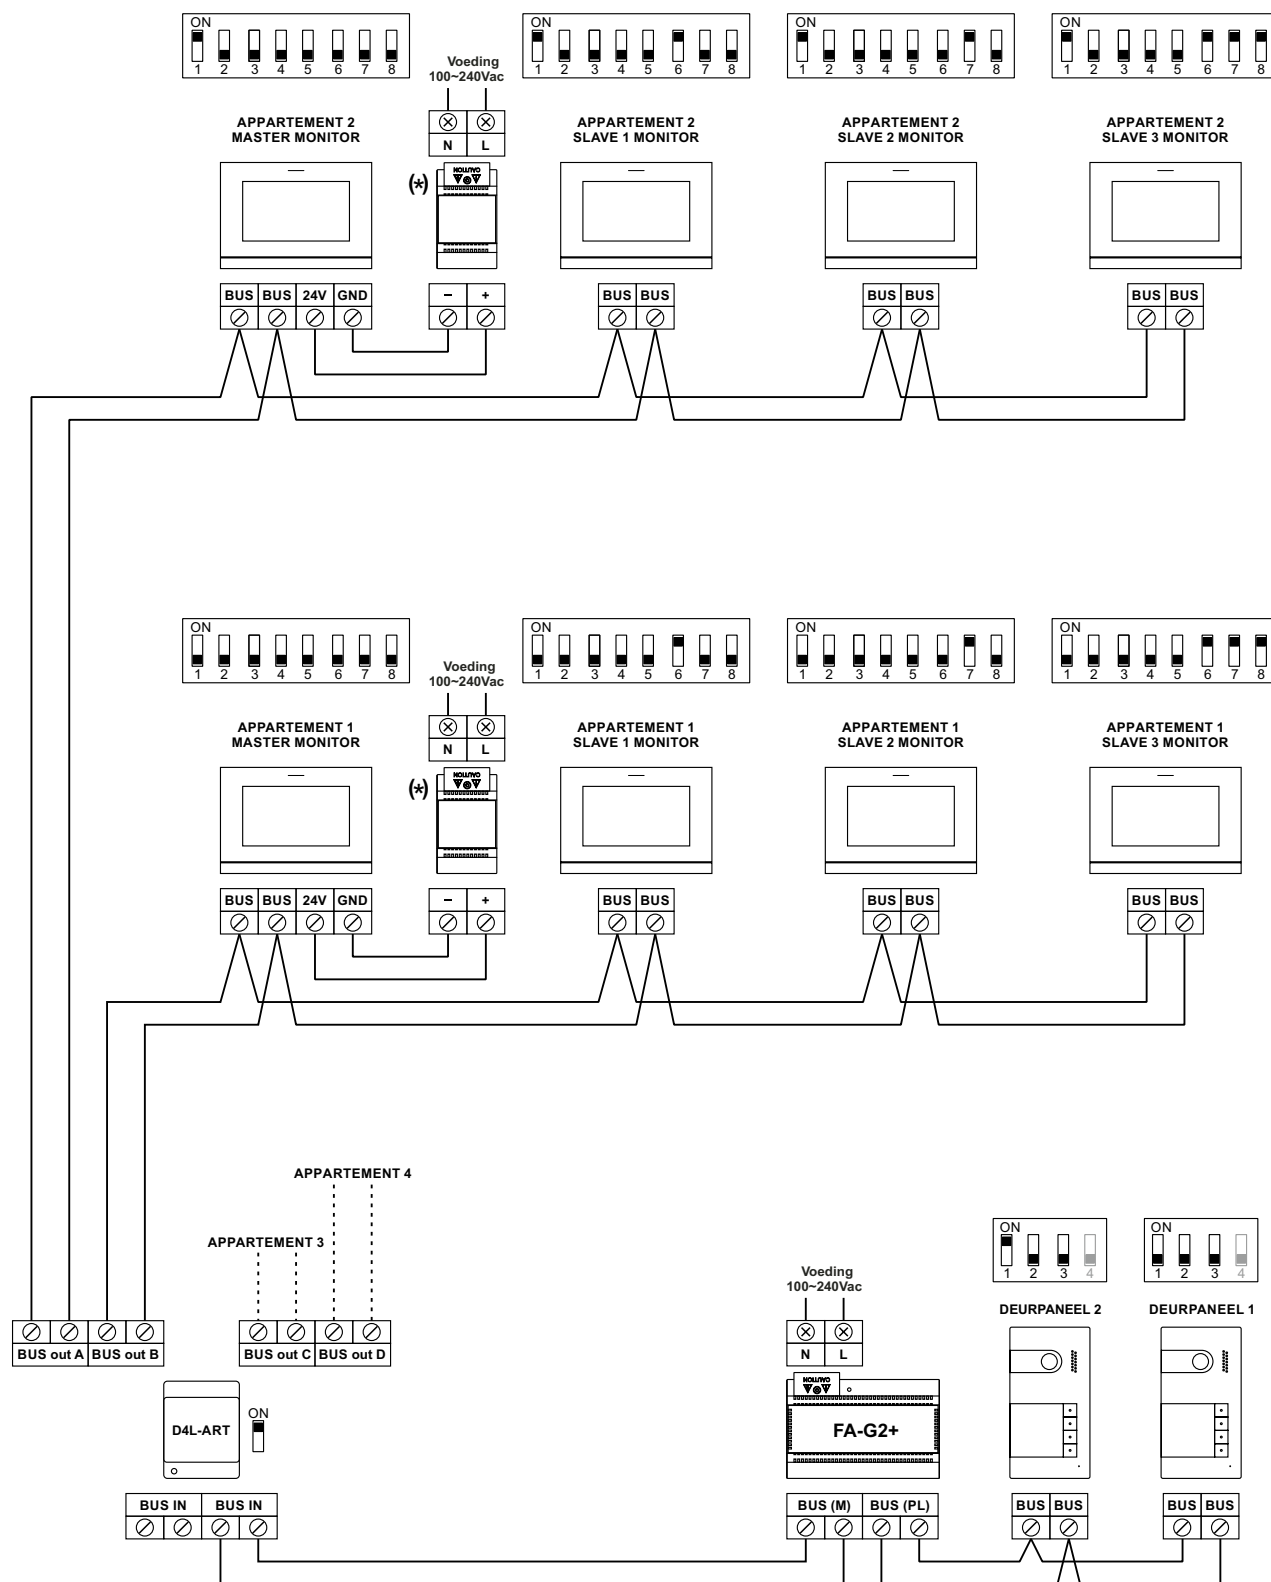 ON ON ON ON
1 2 3 4 5 6 7 8 1 2 3 4 5 6 7 8 1 2 3 4 5 6 7 8 1 2 3 4 5 6 7 8
Voeding
100~240Vac
APPARTEMENT 2
MASTER MONITOR
N L
APPARTEMENT 2
SLAVE 1 MONITOR
APPARTEMENT 2
SLAVE 2 MONITOR
APPARTEMENT 2
SLAVE 3 MONITOR
CAUTION
(*)
BUS BUS 24V GND − + BUS BUS BUS BUS BUS BUS
ON ON ON ON
1 2 3 4 5 6 7 8 1 2 3 4 5 6 7 8 1 2 3 4 5 6 7 8 1 2 3 4 5 6 7 8
Voeding
100~240Vac
APPARTEMENT 1
MASTER MONITOR
N L
APPARTEMENT 1
SLAVE 1 MONITOR
APPARTEMENT 1
SLAVE 2 MONITOR
APPARTEMENT 1
SLAVE 3 MONITOR
CAUTION
(*)
BUS BUS 24V GND − + BUS BUS BUS BUS BUS BUS
APPARTEMENT 4
APPARTEMENT 3
ON ON
1 2 3 4 1 2 3 4
Voeding
100~240Vac
DEURPANEEL 2 DEURPANEEL 1
BUS out A BUS out B BUS out C BUS out D
N L
CAUTION
D4L-ART
ON
FA-G2+
BUS IN BUS IN BUS (M) BUS (PL) BUS BUS BUS BUS